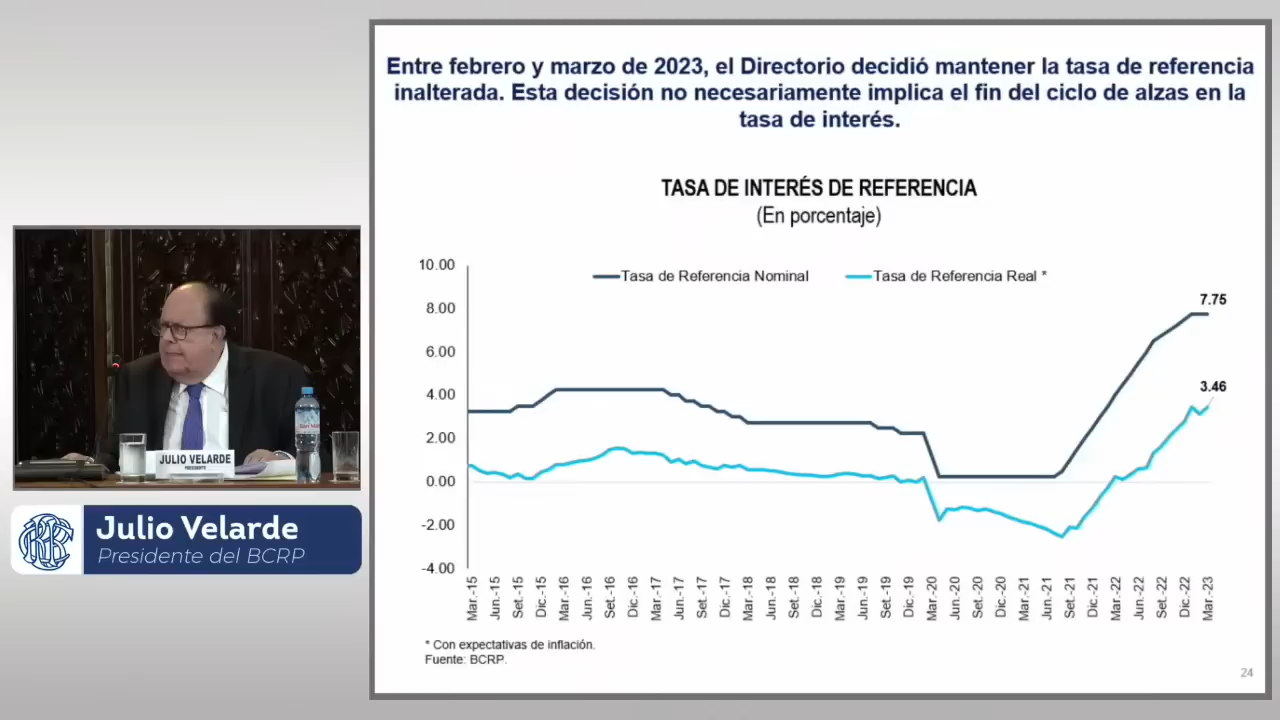 Entre febrero y marzo de 2023, el Directorio decidió mantener la tasa de referencia
inalterada. Esta decisión no necesariamente implica el fin del ciclo de alzas en la
tasa de interés.
TASA DE INTERÉS DE REFERENCIA
(En porcentaje)
Tasa de Referencia Nominal
Tasa de Referencia Real *
10.00
8.00
6.00
4.00
2.00
0.00
-2.00
-4.00
7.75
3.46
Mar.-15
Jun.-15
Set.-15
Dic.-15
Mar.-16
Jun.-16
Set.-16
Dic.-16
Mar.-17
Jun.-17
Set.-17
Dic.-17
Mar.-18
Jun.-18
Set.-18
Dic.-18
Mar.-19
Jun.-19
Set.-19
Dic.-19
Mar.-20
Jun.-20
Set.-20
Dic.-20
Mar.-21
Jun.-21
Set.-21
Dic.-21
Mar.-22
Jun.-22
Set.-22
Dic.-22
Mar.-23
* Con expectativas de inflación.
Fuente: BCRP.
24
JULIO VELARDE
PRESIDENTE
Julio Velarde
Presidente del BCRP